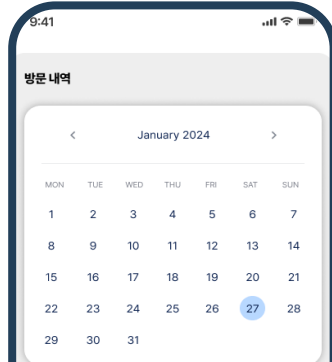 9:41
방문 내역
< January 2024 >
MON TUE WED THU FRI SAT SUN
1 2 3 4 5 6 7
8 9 10 11 12 13 14
15 16 17 18 19 20 21
22 23 24 25 26 27 28
29 30 31